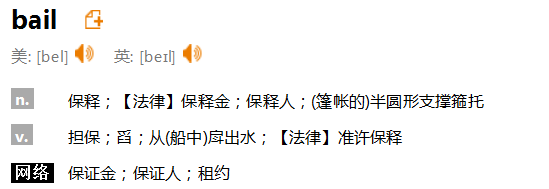 bail
美: [bel] 英: [beɪl]
n. 保释；【法律】保释金；保释人；(篷帐的)半圆形支撑箍托
v. 担保；舀；从(船中)戽出水；【法律】准许保释
网络 保证金；保证人；租约